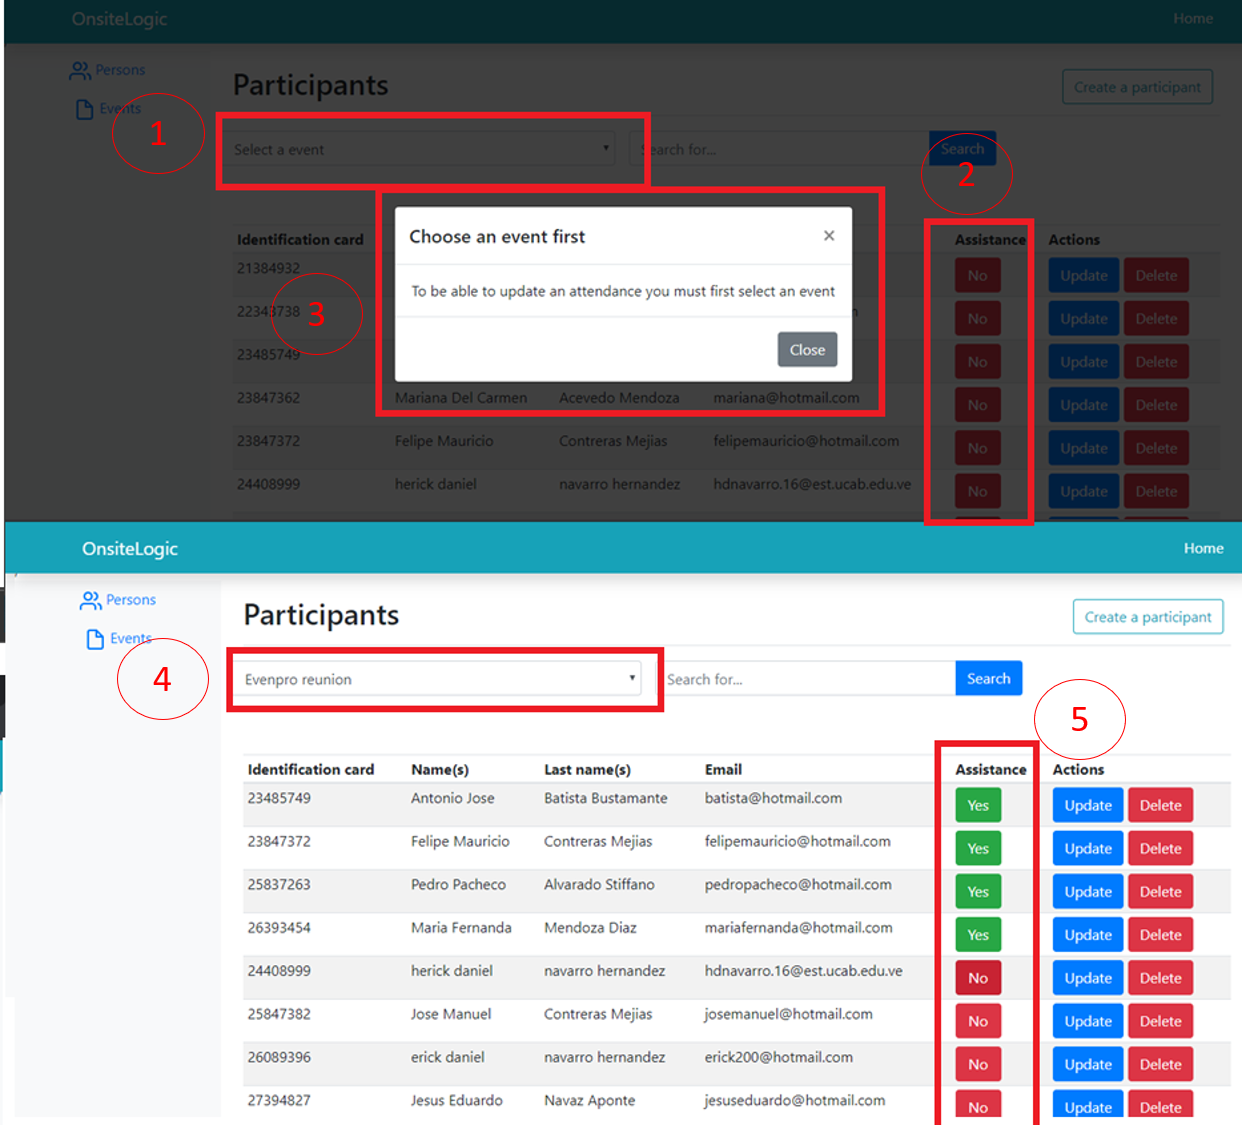 OnsiteLogic Home
Persons
Events
Participants Create a participant
1
Select a event Search for... Search
2
Choose an event first ×
Identification card Assistance Actions
21384932 No Update Delete
To be able to update an attendance you must first select an event
3
22343738 No Update Delete
23485749 Close No Update Delete
23847362 Mariana Del Carmen Acevedo Mendoza mariana@hotmail.com No Update Delete
23847372 Felipe Mauricio Contreras Mejias felipemauricio@hotmail.com No Update Delete
24408999 herick daniel navarro hernandez hdnavarro.16@est.ucab.edu.ve No Update Delete
OnsiteLogic Home
Persons
Events
Participants Create a participant
4
Evenpro reunion Search for... Search
5
Identification card Name(s) Last name(s) Email Assistance Actions
23485749 Antonio Jose Batista Bustamante batista@hotmail.com Yes Update Delete
23847372 Felipe Mauricio Contreras Mejias felipemauricio@hotmail.com Yes Update Delete
25837263 Pedro Pacheco Alvarado Stiffano pedropacheco@hotmail.com Yes Update Delete
26393454 Maria Fernanda Mendoza Diaz mariafernanda@hotmail.com Yes Update Delete
24408999 herick daniel navarro hernandez hdnavarro.16@est.ucab.edu.ve No Update Delete
25847382 Jose Manuel Contreras Mejias josemanuel@hotmail.com No Update Delete
26089396 erick daniel navarro hernandez erick200@hotmail.com No Update Delete
27394827 Jesus Eduardo Navaz Aponte jesuseduardo@hotmail.com No Update Delete